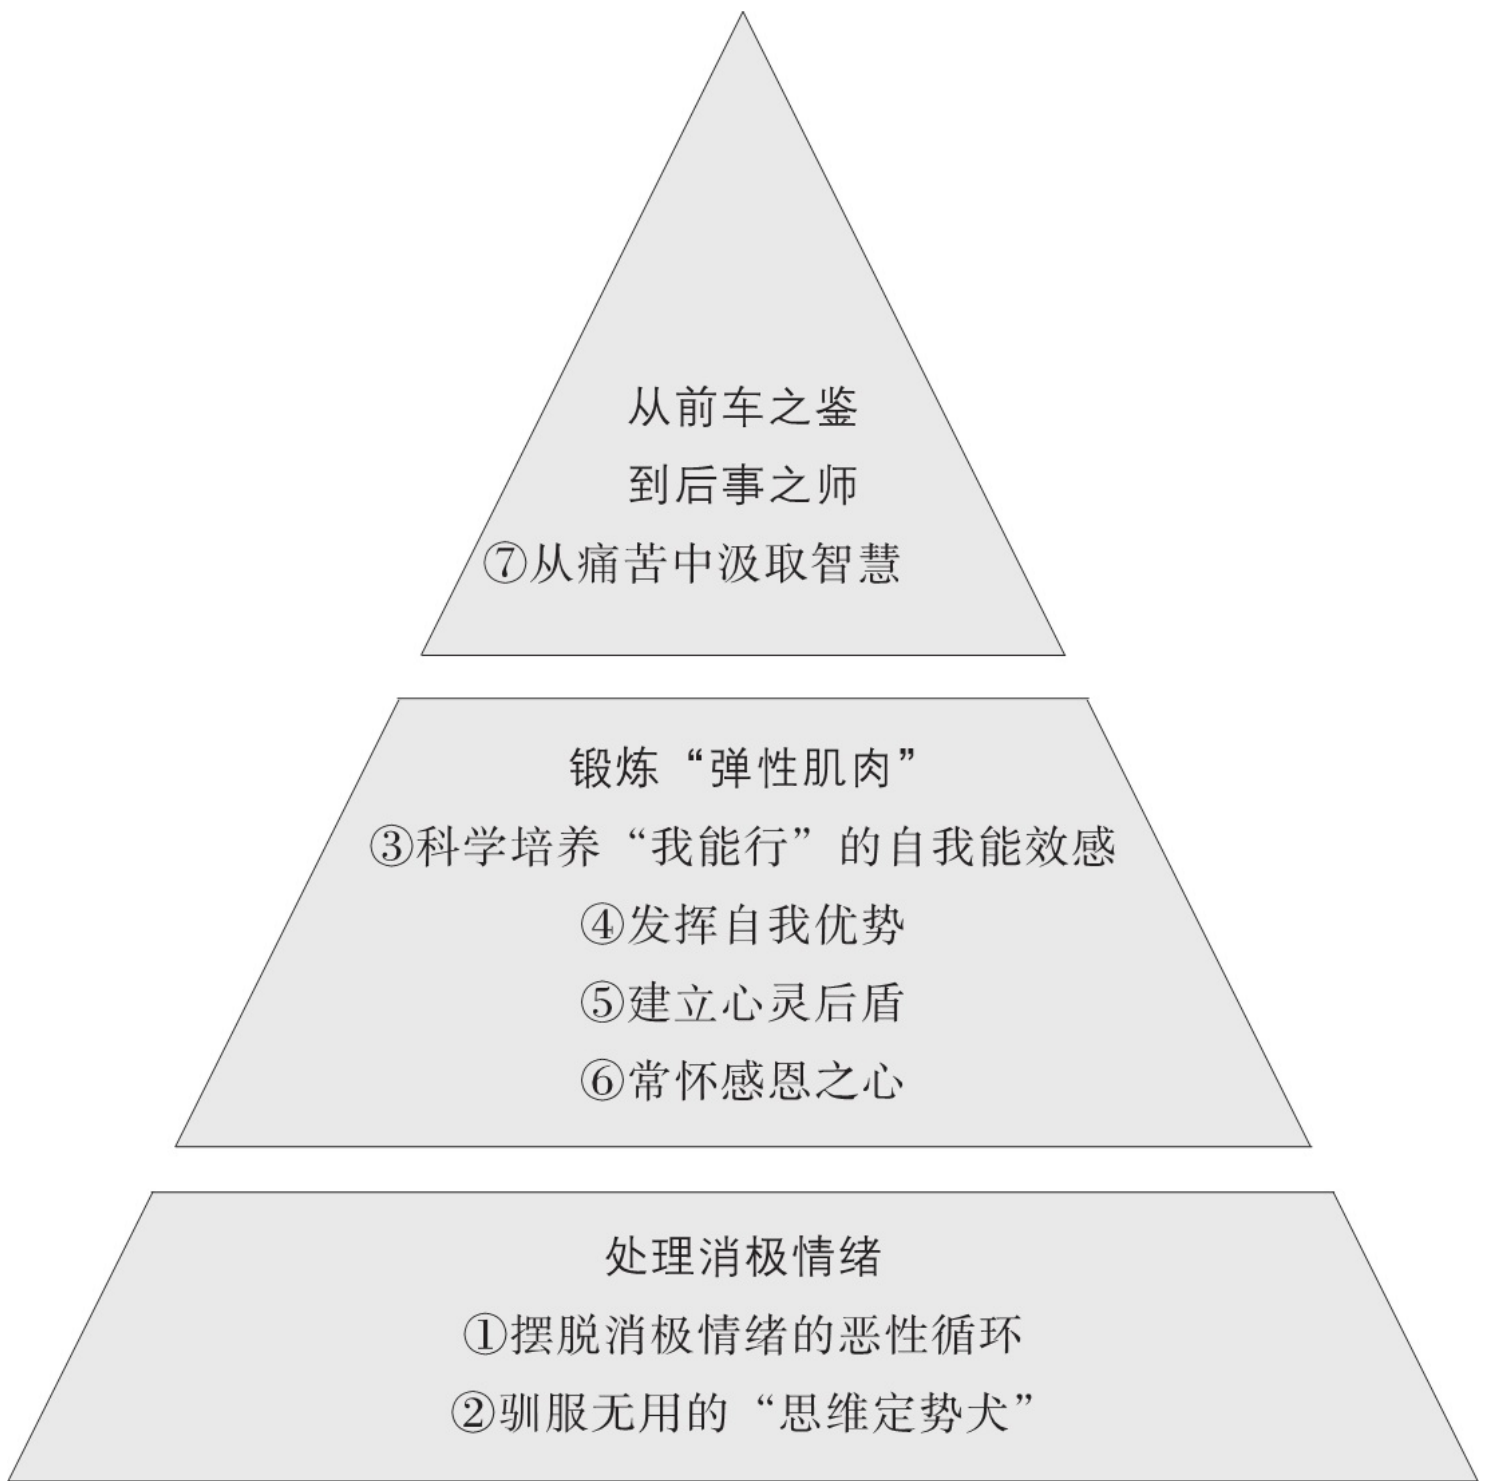 从前车之鉴
到后事之师
⑦从痛苦中汲取智慧
锻炼“弹性肌肉”
③科学培养“我能行”的自我能效感
④发挥自我优势
⑤建立心灵后盾
⑥常怀感恩之心
处理消极情绪
①摆脱消极情绪的恶性循环
②驯服无用的“思维定势犬”